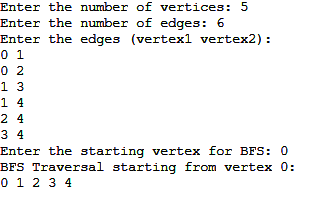 Enter the number of vertices: 5
Enter the number of edges: 6
Enter the edges (vertex1 vertex2):
0 1
0 2
1 3
1 4
2 4
3 4
Enter the starting vertex for BFS: 0
BFS Traversal starting from vertex 0:
0 1 2 3 4